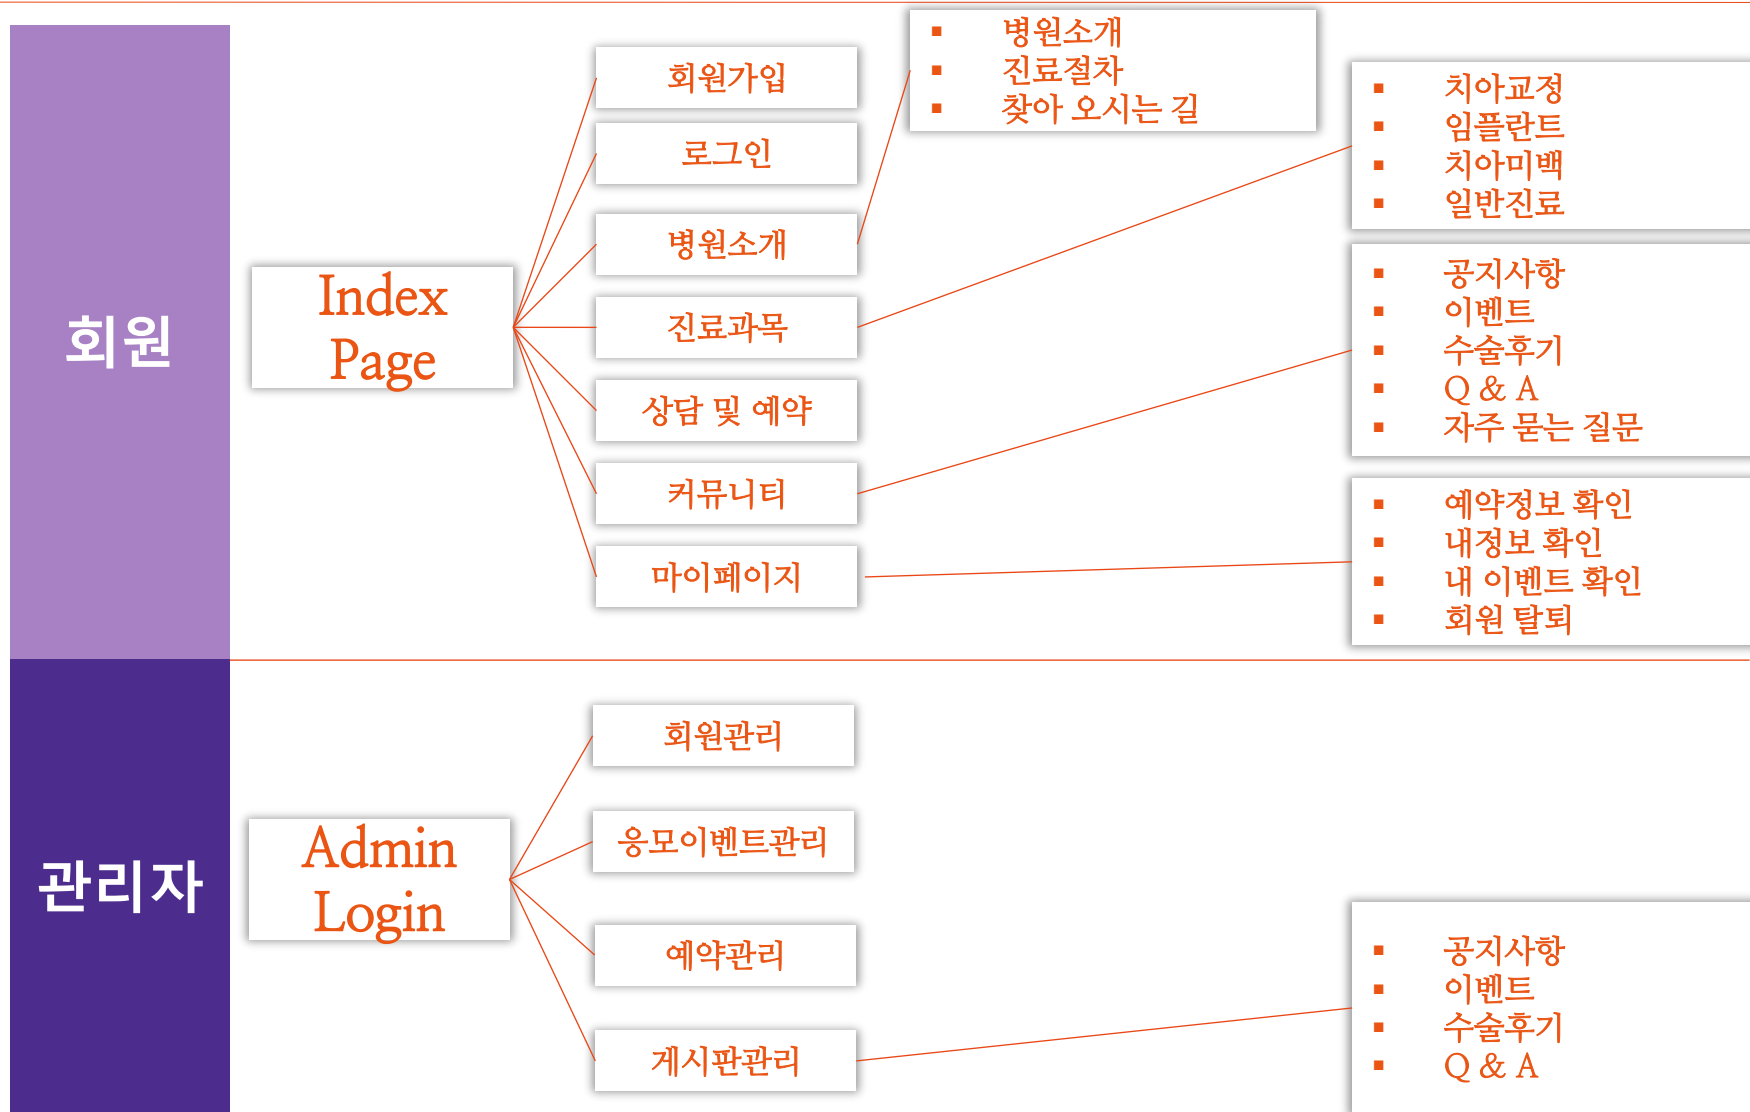 회원
Index
Page
회원가입
로그인
병원소개
진료과목
상담 및 예약
커뮤니티
마이페이지
▪ 병원소개
▪ 진료절차
▪ 찾아 오시는 길
▪ 치아교정
▪ 임플란트
▪ 치아미백
▪ 일반진료
▪ 공지사항
▪ 이벤트
▪ 수술후기
▪ Q & A
▪ 자주 묻는 질문
▪ 예약정보 확인
▪ 내정보 확인
▪ 내 이벤트 확인
▪ 회원 탈퇴
관리자
Admin
Login
회원관리
응모이벤트관리
예약관리
게시판관리
▪ 공지사항
▪ 이벤트
▪ 수술후기
▪ Q & A